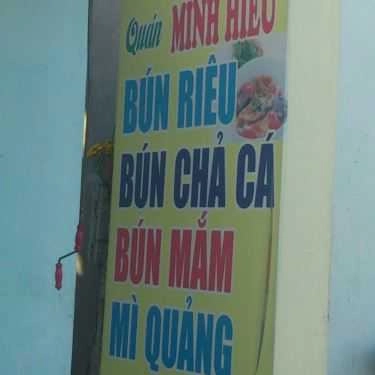 Quán MINH HIẾU
BÚN RIÊU
BÚN CHẢ CÁ
BÚN MẮM
MÌ QUẢNG